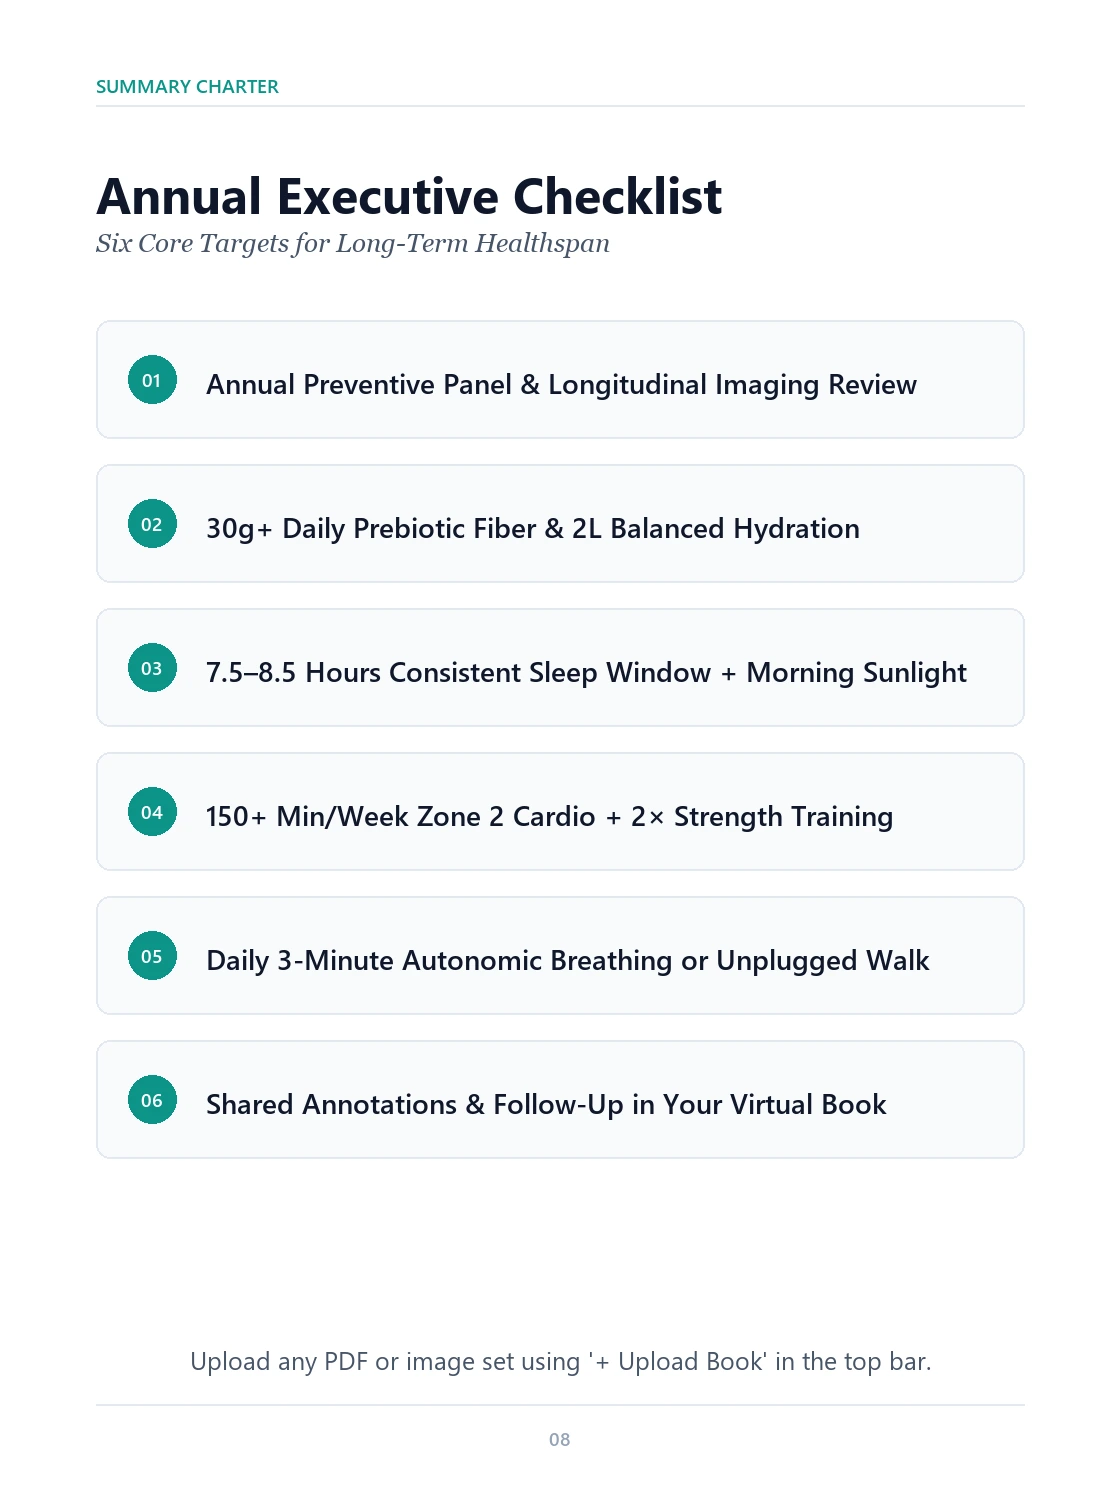 SUMMARY CHARTER
Annual Executive Checklist
Six Core Targets for Long-Term Healthspan
01 Annual Preventive Panel & Longitudinal Imaging Review
02 30g+ Daily Prebiotic Fiber & 2L Balanced Hydration
03 7.5–8.5 Hours Consistent Sleep Window + Morning Sunlight
04 150+ Min/Week Zone 2 Cardio + 2× Strength Training
05 Daily 3-Minute Autonomic Breathing or Unplugged Walk
06 Shared Annotations & Follow-Up in Your Virtual Book
Upload any PDF or image set using '+ Upload Book' in the top bar.
08